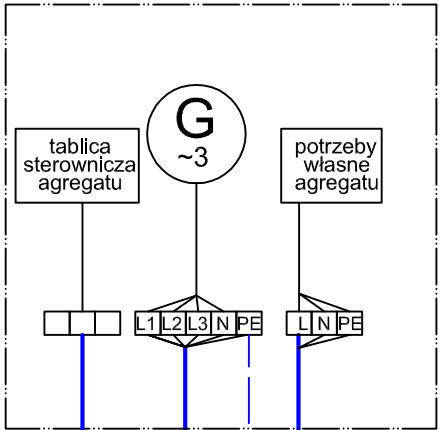 G
~3
tablica
sterownicza
agregatu
potrzeby
własne
agregatu
L1 L2 L3 N PE
L N PE